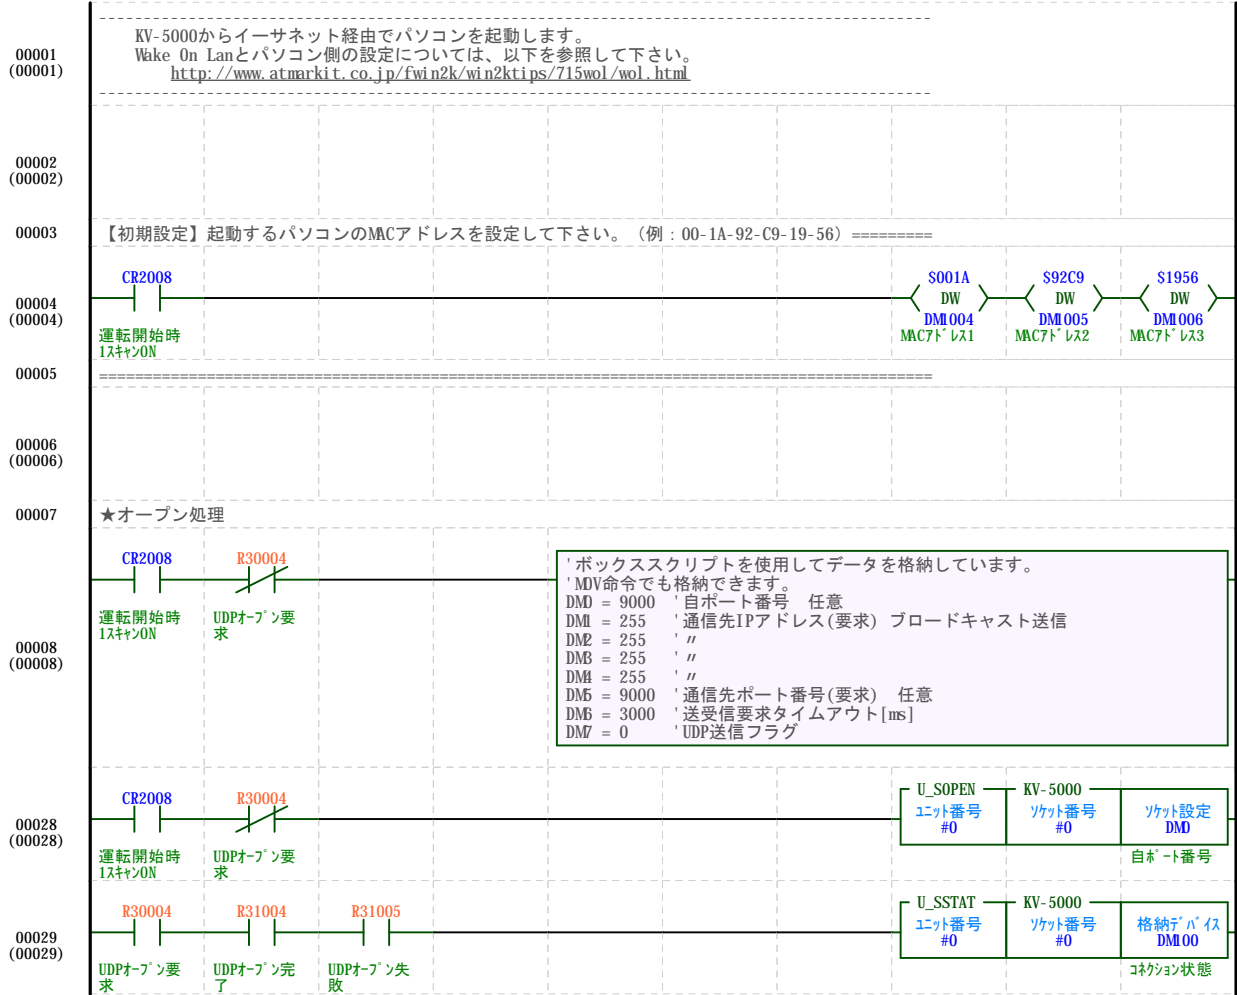 00001
(00001)
KV-5000からイーサネット経由でパソコンを起動します。
Wake On Lanとパソコン側の設定については、以下を参照して下さい。
http://www.atmarkit.co.jp/fwin2k/win2ktips/715wol/wol.html
00002
(00002)
00003
【初期設定】起動するパソコンのMACアドレスを設定して下さい。（例：00-1A-92-C9-19-56）=========
00004
(00004)
CR2008
運転開始時
1ｽｷｬﾝON
$001A
DW
DM1004
MACｱﾄﾞﾚｽ1
$92C9
DW
DM1005
MACｱﾄﾞﾚｽ2
$1956
DW
DM1006
MACｱﾄﾞﾚｽ3
00005
00006
(00006)
00007
★オープン処理
00008
(00008)
CR2008
運転開始時
1ｽｷｬﾝON
R30004
UDPｵｰﾌﾟﾝ要
求
'ボックススクリプトを使用してデータを格納しています。
'MOV命令でも格納できます。
DM0 = 9000 '自ポート番号　任意
DM1 = 255 '通信先IPアドレス(要求) ブロードキャスト送信
DM2 = 255 '〃
DM3 = 255 '〃
DM4 = 255 '〃
DM5 = 9000 '通信先ポート番号(要求)　任意
DM6 = 3000 '送受信要求タイムアウト[ms]
DM7 = 0 'UDP送信フラグ
00028
(00028)
CR2008
運転開始時
1ｽｷｬﾝON
R30004
UDPｵｰﾌﾟﾝ要
求
U_SOPEN
ﾕﾆｯﾄ番号
#0
KV-5000
ｿｹｯﾄ番号
#0
ｿｹｯﾄ設定
DM0
自ﾎﾟｰﾄ番号
00029
(00029)
R30004
UDPｵｰﾌﾟﾝ要
求
R31004
UDPｵｰﾌﾟﾝ完
了
R31005
UDPｵｰﾌﾟﾝ失
敗
U_SSTAT
ﾕﾆｯﾄ番号
#0
KV-5000
ｿｹｯﾄ番号
#0
格納ﾃﾞﾊﾞｲｽ
DM100
ｺﾈｸｼｮﾝ状態